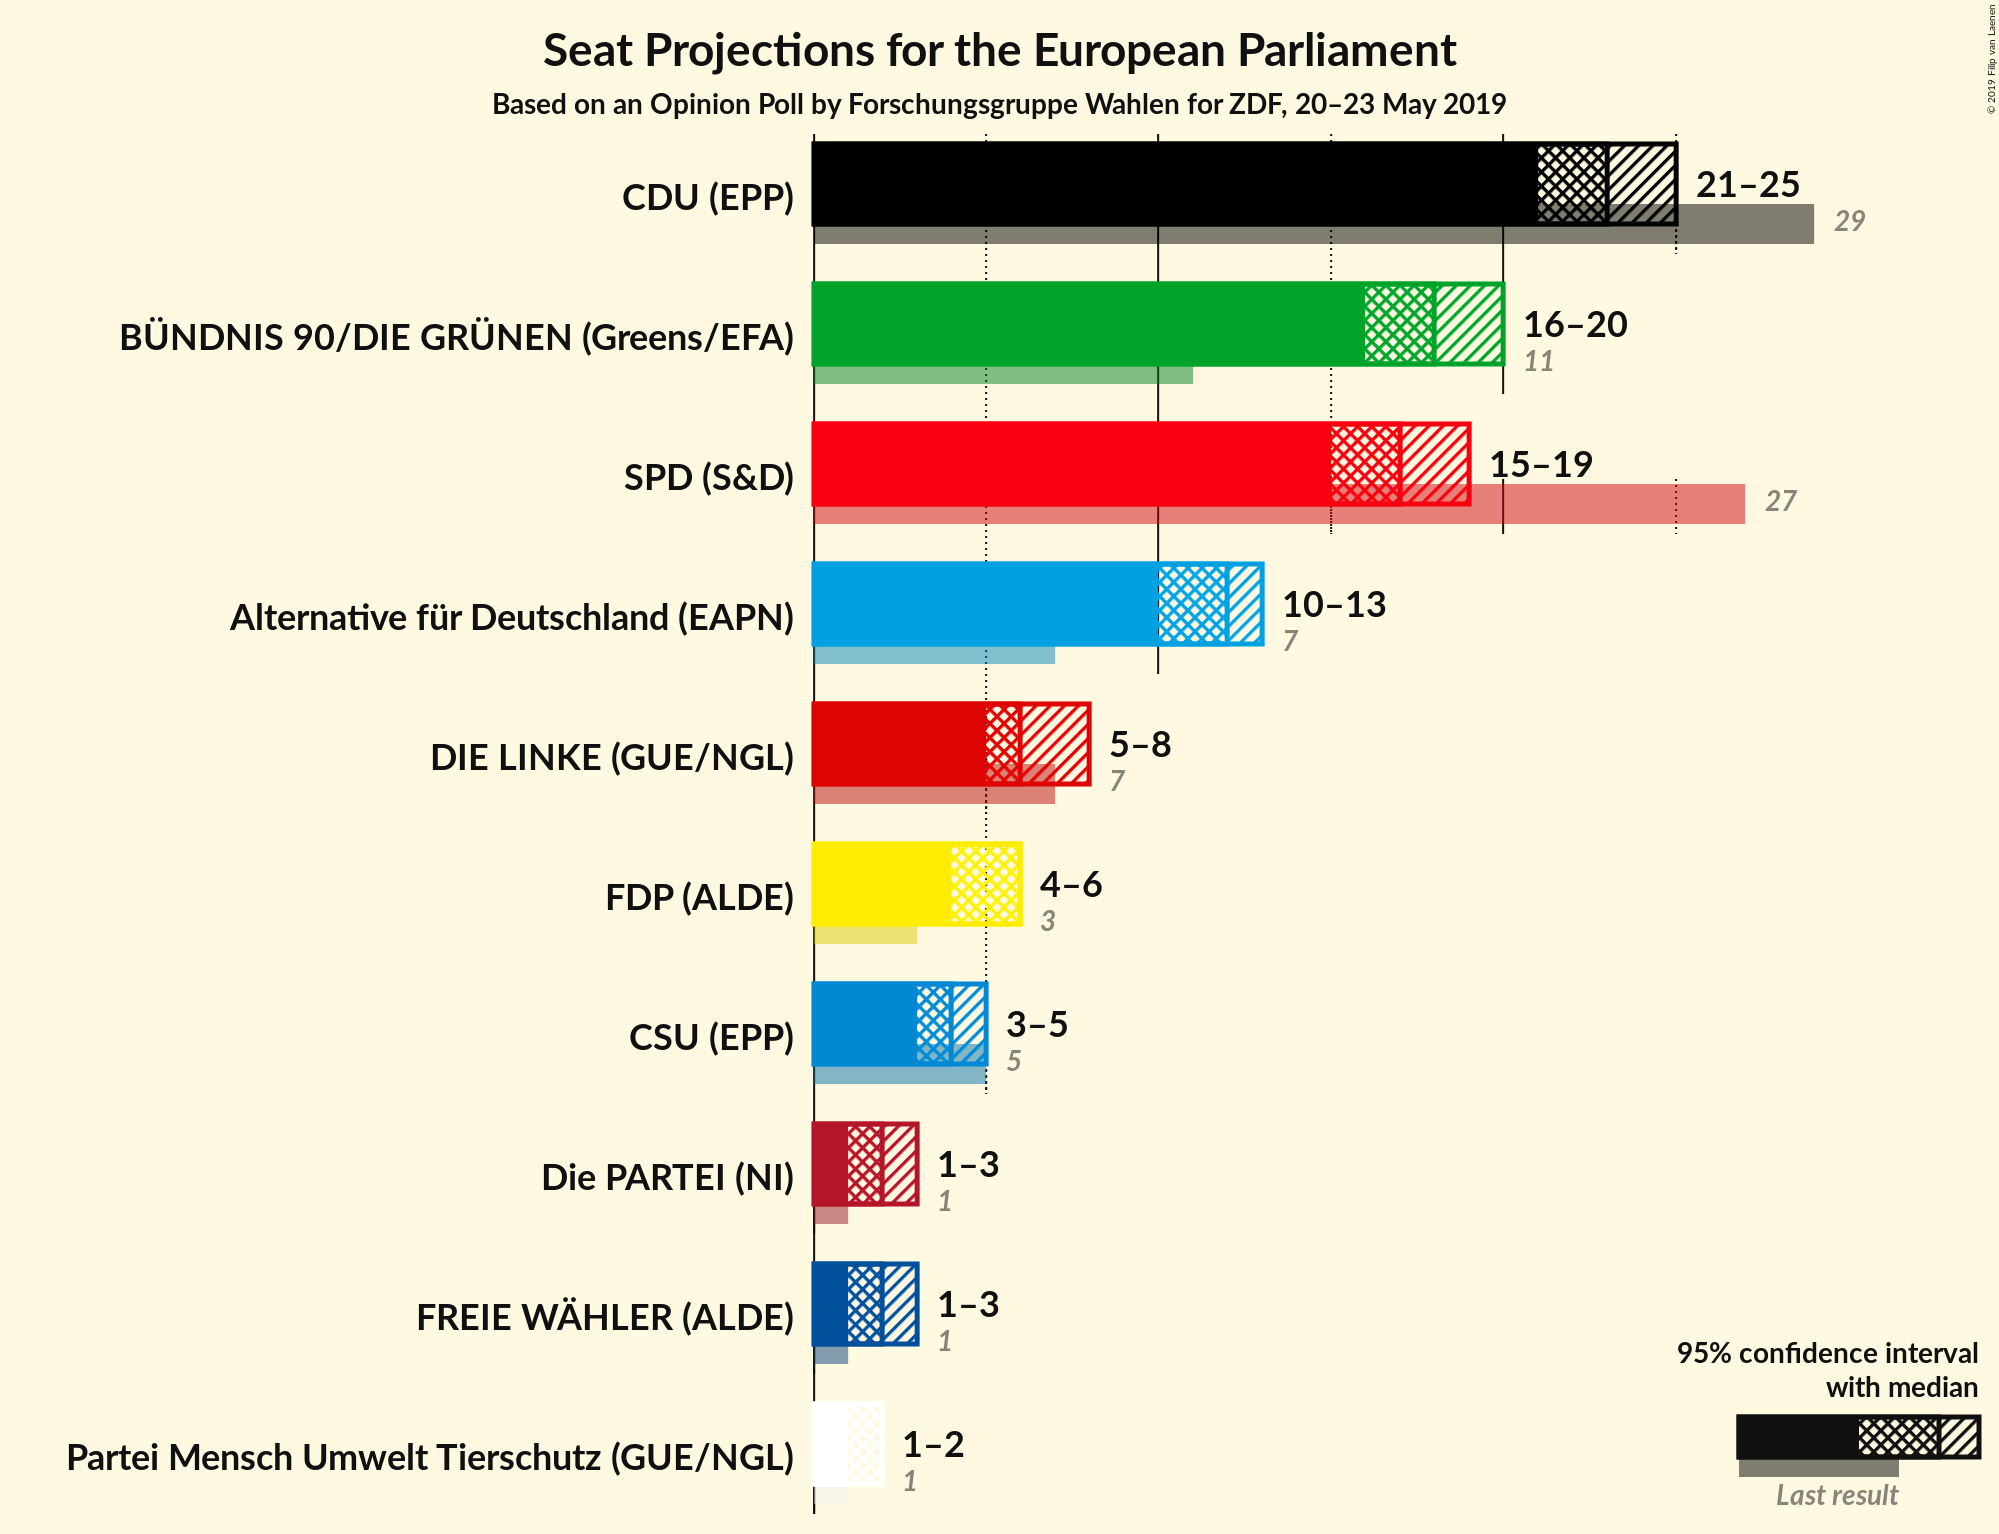 Seat Projections for the European Parliament
Based on an Opinion Poll by Forschungsgruppe Wahlen for ZDF, 20–23 May 2019
© 2019 Filip van Laenen
CDU (EPP)
21–25
29
BÜNDNIS 90/DIE GRÜNEN (Greens/EFA)
16–20
11
SPD (S&D)
15–19
27
Alternative für Deutschland (EAPN)
10–13
7
DIE LINKE (GUE/NGL)
5–8
7
FDP (ALDE)
4–6
3
CSU (EPP)
3–5
5
Die PARTEI (NI)
1–3
1
FREIE WÄHLER (ALDE)
1–3
1
Partei Mensch Umwelt Tierschutz (GUE/NGL)
1–2
1
95% confidence interval
with median
Last result